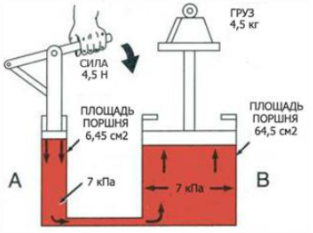 ГРУЗ
4,5 кг
СИЛА
4,5 Н
ПЛОЩАДЬ
ПОРШНЯ
6,45 см2
ПЛОЩАДЬ
ПОРШНЯ
64,5 см2
A
7 кПа
7 кПа
B